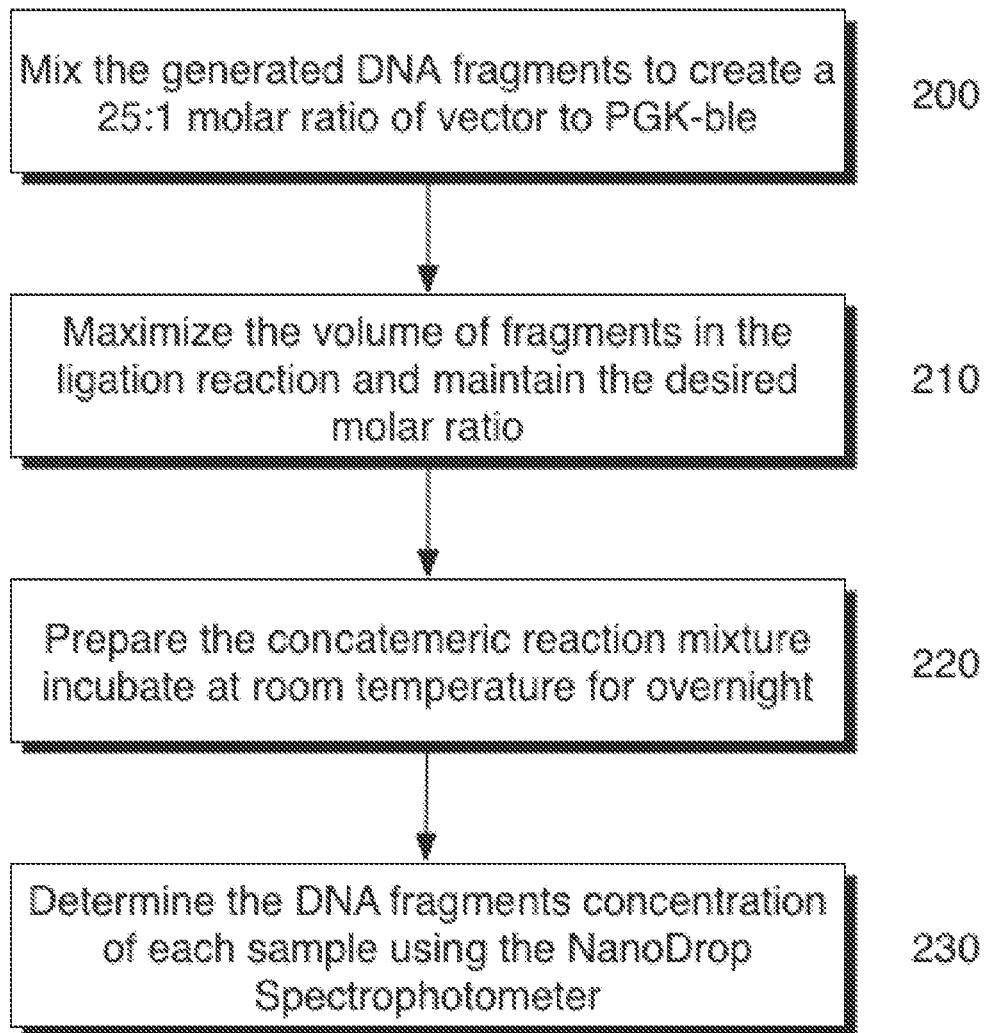 Mix the generated DNA fragments to create a
25:1 molar ratio of vector to PGK-ble
200
Maximize the volume of fragments in the
ligation reaction and maintain the desired
molar ratio
210
Prepare the concatemeric reaction mixture
incubate at room temperature for overnight
220
Determine the DNA fragments concentration
of each sample using the NanoDrop
Spectrophotometer
230